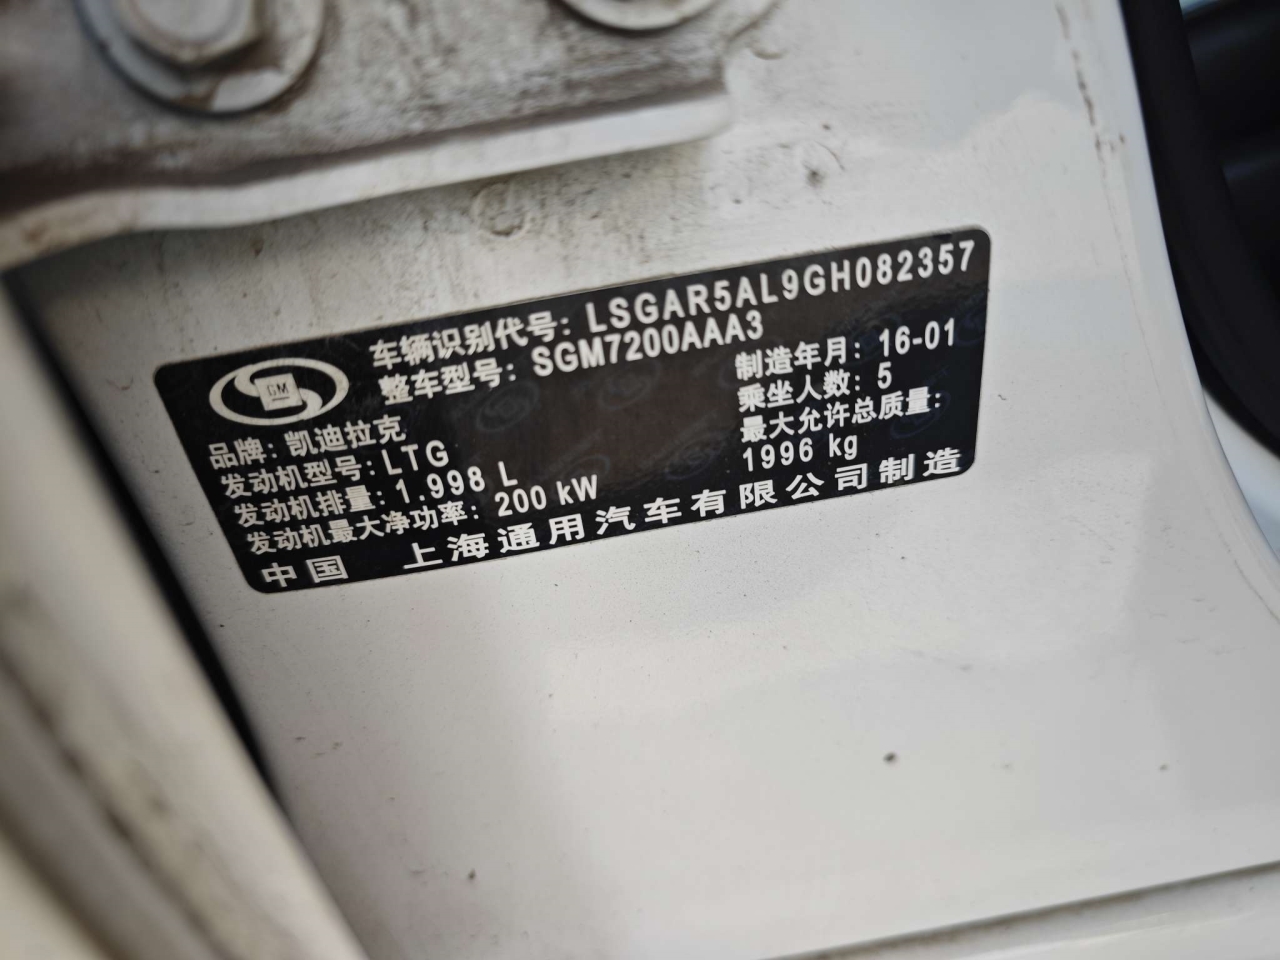 车辆识别代号: LSGAR5AL9GH082357
整车型号: SGM7200AAA3
GM
品牌: 凯迪拉克
制造年月: 16-01
发动机型号: LTG
乘坐人数: 5
发动机排量: 1.998 L
最大允许总质量:
1996 kg
发动机最大净功率: 200 kW
中国 上海通用汽车有限公司制造